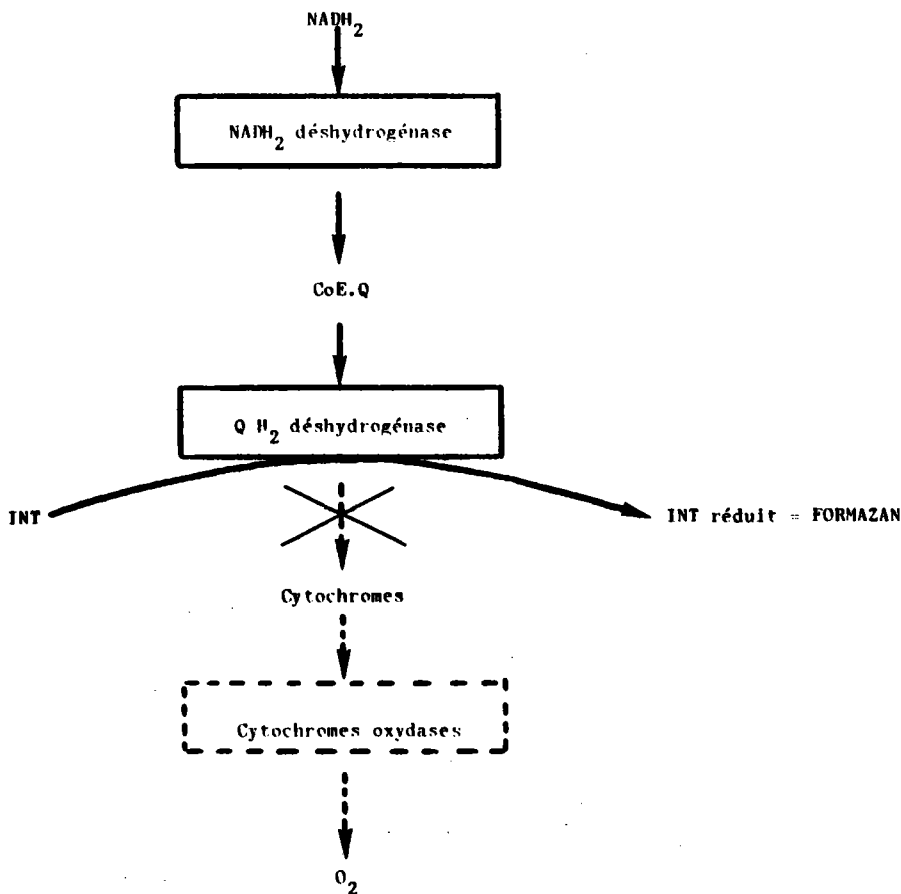 NADH₂
NADH₂ déshydrogénase
CoE.Q
Q H₂ déshydrogénase
INT
INT réduit = FORMAZAN
Cytochromes
Cytochromes oxydases
O₂